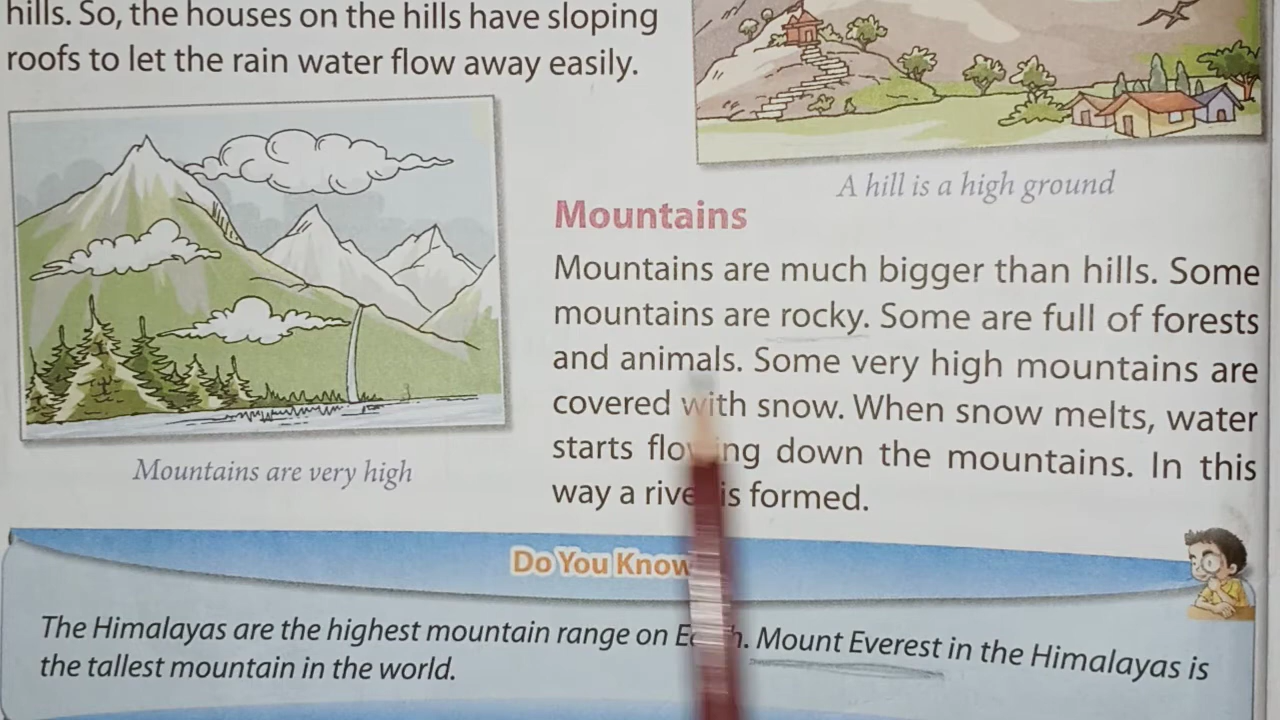 hills. So, the houses on the hills have sloping
roofs to let the rain water flow away easily.
A hill is a high ground
Mountains are very high
Mountains
Mountains are much bigger than hills. Some
mountains are rocky. Some are full of forests
and animals. Some very high mountains are
covered with snow. When snow melts, water
starts flowing down the mountains. In this
way a river is formed.
Do You Know
The Himalayas are the highest mountain range on Earth. Mount Everest in the Himalayas is
the tallest mountain in the world.